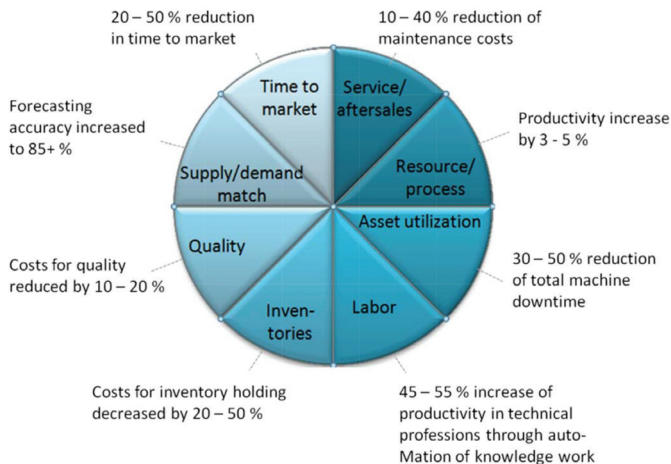 20 – 50 % reduction
in time to market
10 – 40 % reduction of
maintenance costs
Time to
market
Service/
aftersales
Forecasting
accuracy increased
to 85+ %
Productivity increase
by 3 - 5 %
Supply/demand
match
Resource/
process
Asset utilization
Quality
Costs for quality
reduced by 10 – 20 %
30 – 50 % reduction
of total machine
downtime
Inven-
tories
Labor
Costs for inventory holding
decreased by 20 – 50 %
45 – 55 % increase of
productivity in technical
professions through auto-
Mation of knowledge work